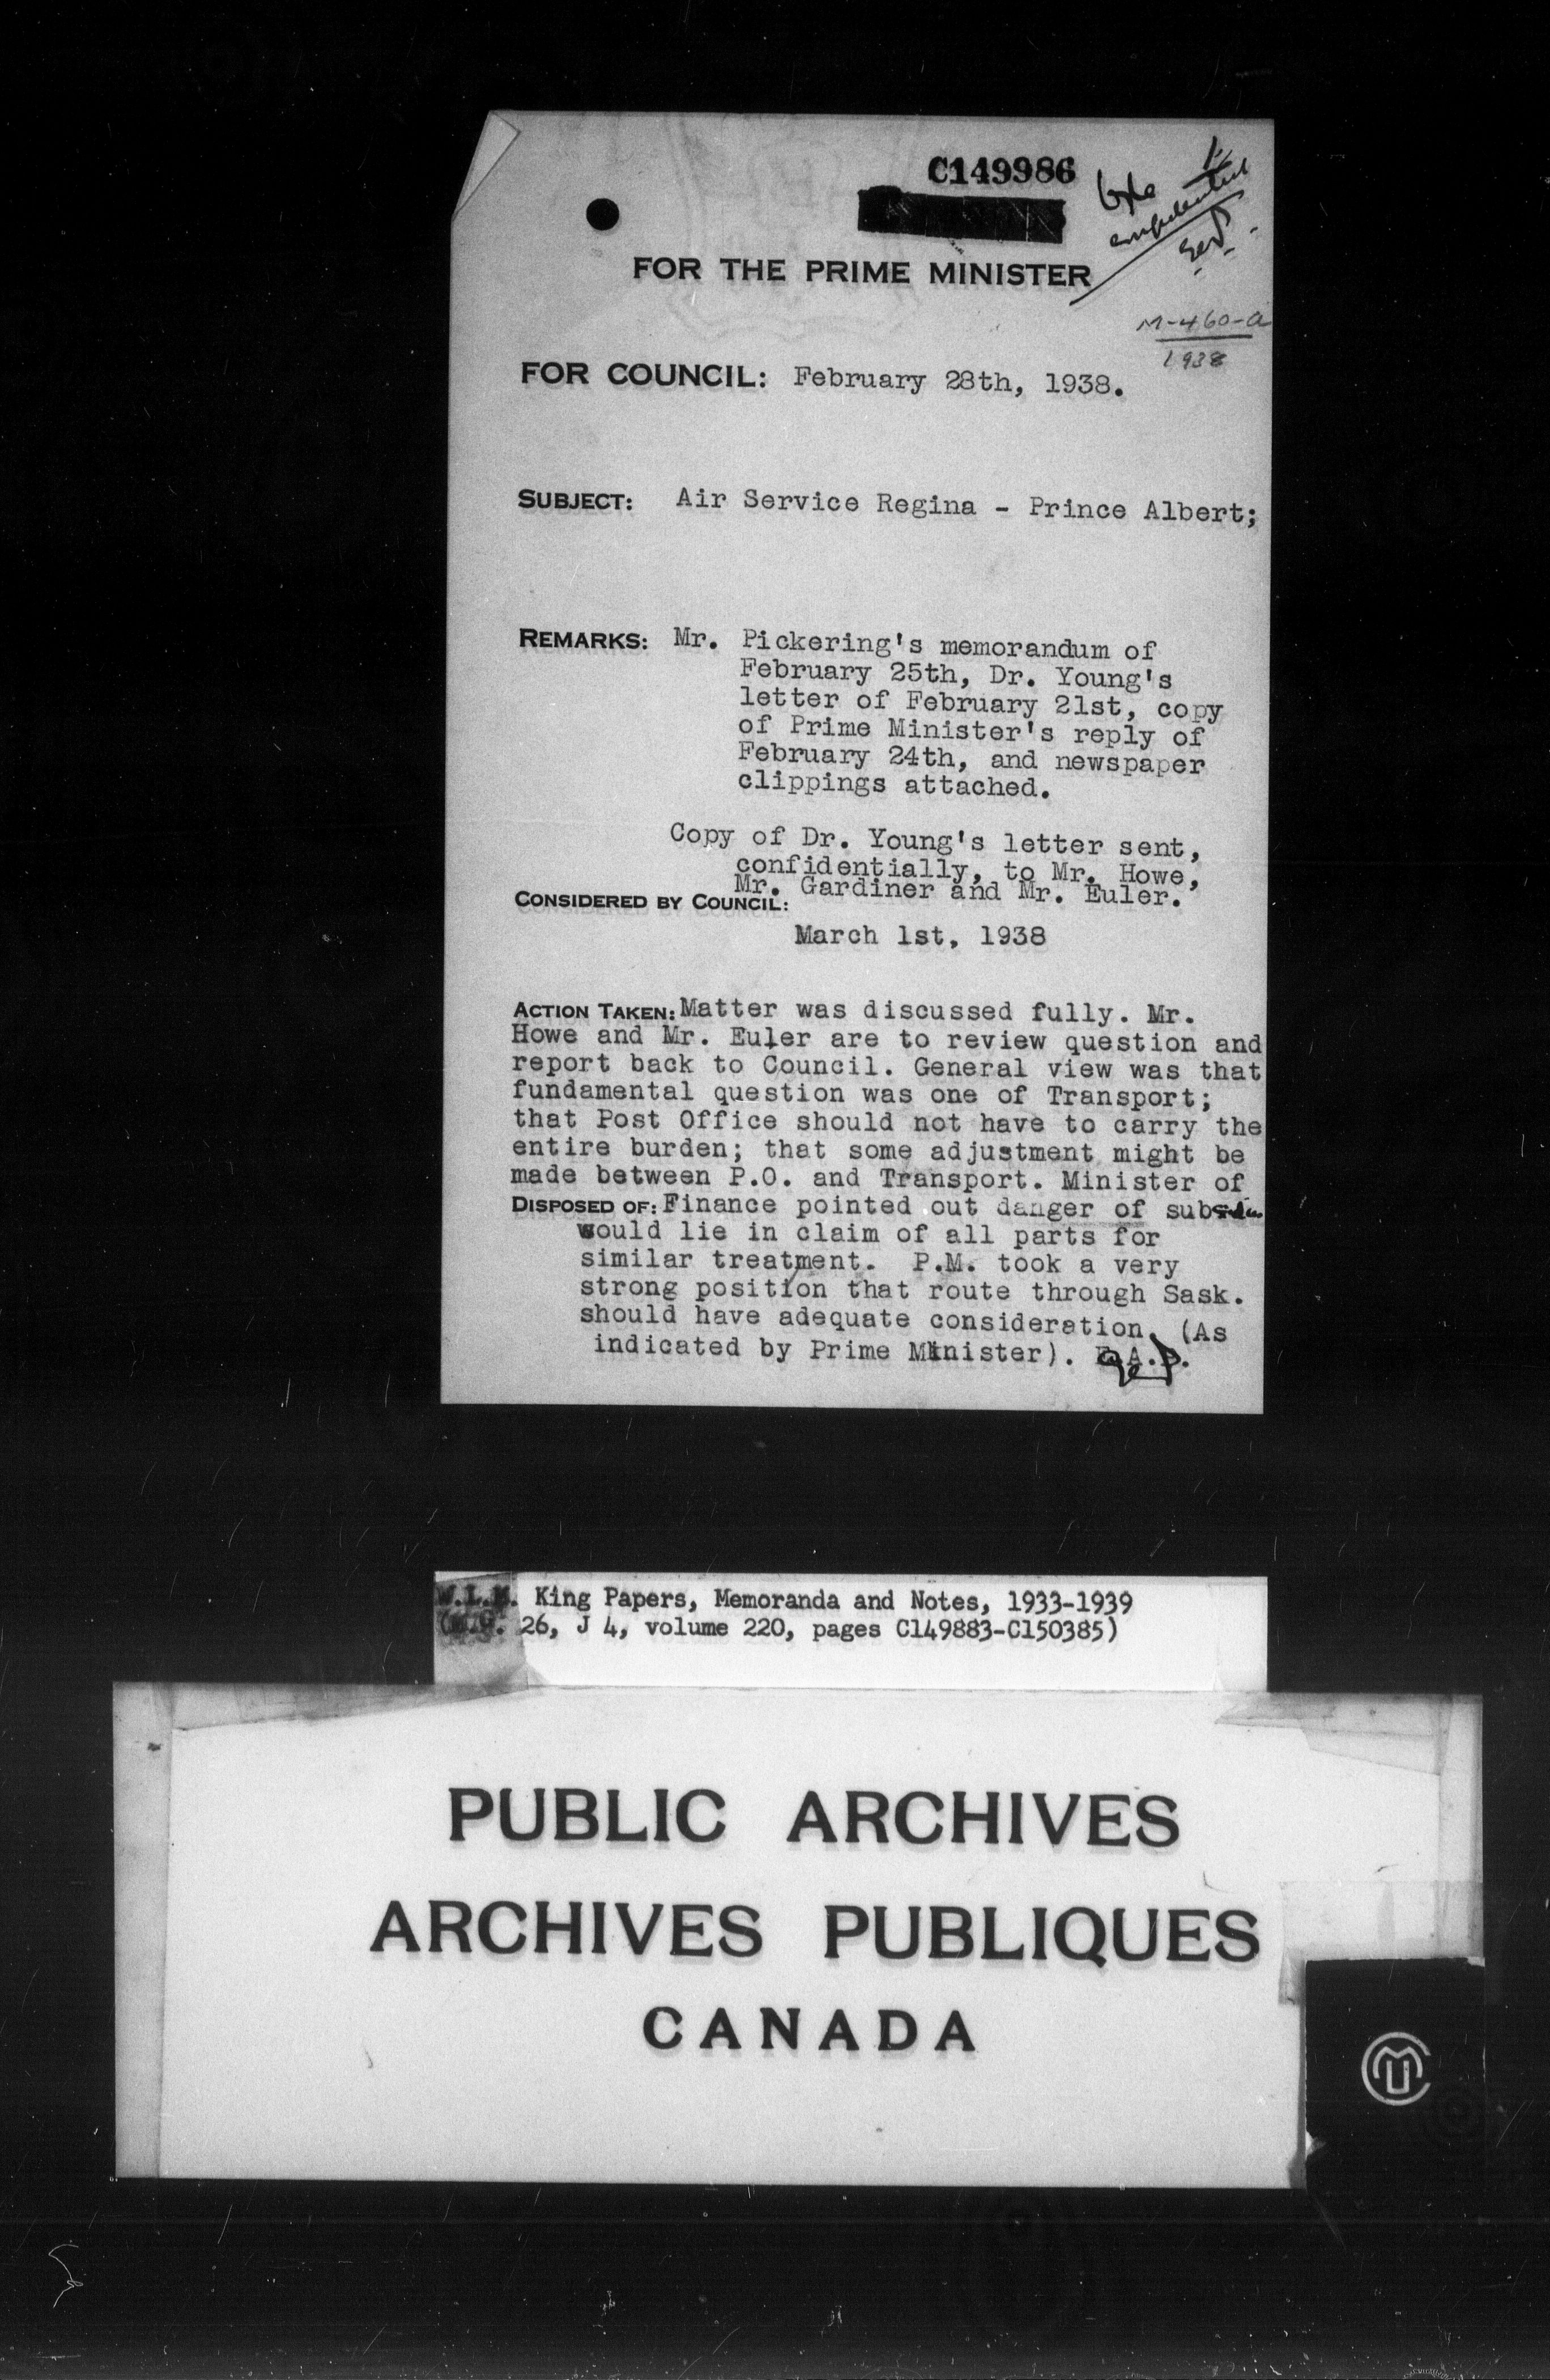 C149986
confidential
M-460-a
1938
FOR THE PRIME MINISTER
FOR COUNCIL: February 28th, 1938.
SUBJECT: Air Service Regina - Prince Albert;
REMARKS: Mr. Pickering's memorandum of
February 25th, Dr. Young's
letter of February 21st, copy
of Prime Minister's reply of
February 24th, and newspaper
clippings attached.
Copy of Dr. Young's letter sent,
confidentially, to Mr. Howe,
Mr. Gardiner and Mr. Euler.
CONSIDERED BY COUNCIL:
March 1st, 1938
ACTION TAKEN: Matter was discussed fully. Mr.
Howe and Mr. Euler are to review question and
report back to Council. General view was that
fundamental question was one of Transport;
that Post Office should not have to carry the
entire burden; that some adjustment might be
made between P.O. and Transport. Minister of
DISPOSED OF: Finance pointed out danger of
would lie in claim of all parts for
similar treatment. P.M. took a very
strong position that route through Sask.
should have adequate consideration. (As
indicated by Prime Minister).
W.L.M. King Papers, Memoranda and Notes, 1933-1939
(M.G. 26, J 4, volume 220, pages C149883-C150385)
PUBLIC ARCHIVES
ARCHIVES PUBLIQUES
CANADA